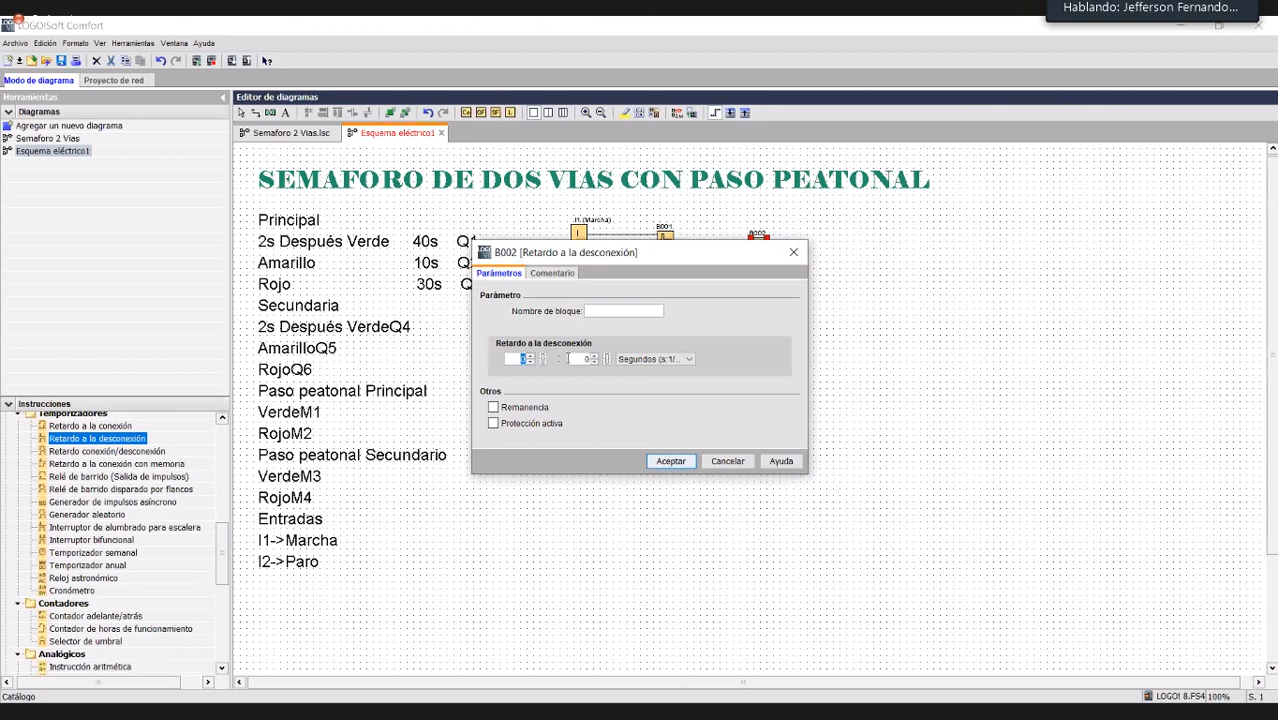 Hablando: Jefferson Fernando...
LOGO!Soft Comfort
Archivo Edición Formato Ver Herramientas Ventana Ayuda
Modo de diagrama Proyecto de red
Herramientas
Diagramas
Agregar un nuevo diagrama
Semaforo 2 Vias
Esquema eléctrico1
Instrucciones
Temporizadores
Retardo a la conexión
Retardo a la desconexión
Retardo conexión/desconexión
Retardo a la conexión con memoria
Relé de barrido (Salida de impulsos)
Relé de barrido disparado por flancos
Generador de impulsos asíncrono
Generador aleatorio
Interruptor de alumbrado para escalera
Interruptor bifuncional
Temporizador semanal
Temporizador anual
Reloj astronómico
Cronómetro
Contadores
Contador adelante/atrás
Contador de horas de funcionamiento
Selector de umbral
Analógicos
Instrucción aritmética
Catálogo
Editor de diagramas
A Co GF SF L
Semaforo 2 Vias.lsc Esquema eléctrico1
SEMAFORO DE DOS VIAS CON PASO PEATONAL
Principal
2s Después Verde 40s
Amarillo 10s
Rojo 30s
Secundaria
2s Después VerdeQ4
AmarilloQ5
RojoQ6
Paso peatonal Principal
VerdeM1
RojoM2
Paso peatonal Secundario
VerdeM3
RojoM4
Entradas
I1->Marcha
I2->Paro
I1 (Marcha)
I
B001
B002
B002 [Retardo a la desconexión]
Parámetros Comentario
Parámetro
Nombre de bloque:
Retardo a la desconexión
0 : 0 Segundos (s:1/...
Otros
Remanencia
Protección activa
Aceptar Cancelar Ayuda
LOGO! 8.FS4 100% S. 1